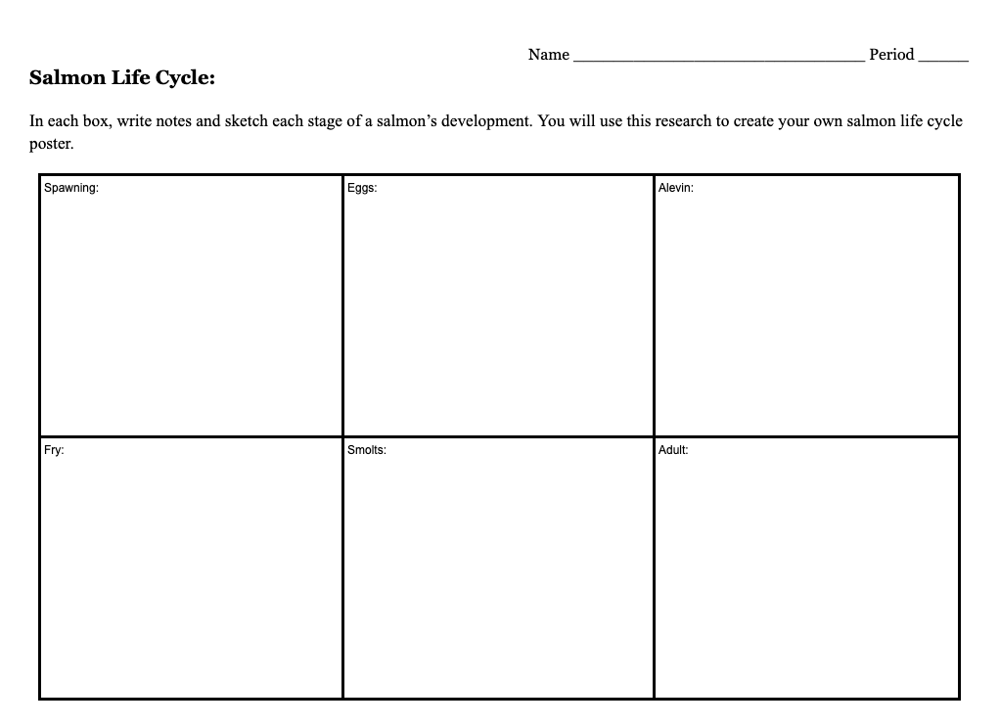 Name ___________________________________ Period ______
Salmon Life Cycle:
In each box, write notes and sketch each stage of a salmon’s development. You will use this research to create your own salmon life cycle
poster.
Spawning:
Eggs:
Alevin:
Fry:
Smolts:
Adult: